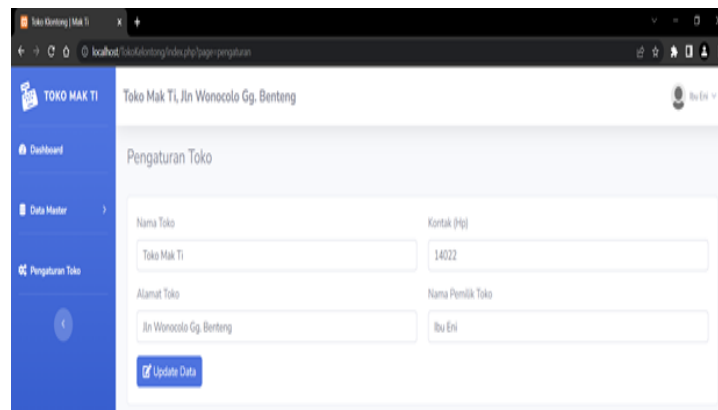 Toko Klontong | Mak Ti
localhost/TokoKelontong/index.php?page=pengaturan
TOKO MAK TI
Toko Mak Ti, Jln Wonocolo Gg. Benteng
Ibu Eni
Dashboard
Pengaturan Toko
Data Master
Nama Toko
Kontak (Hp)
Toko Mak Ti
14022
Pengaturan Toko
Alamat Toko
Nama Pemilik Toko
Jln Wonocolo Gg. Benteng
Ibu Eni
Update Data